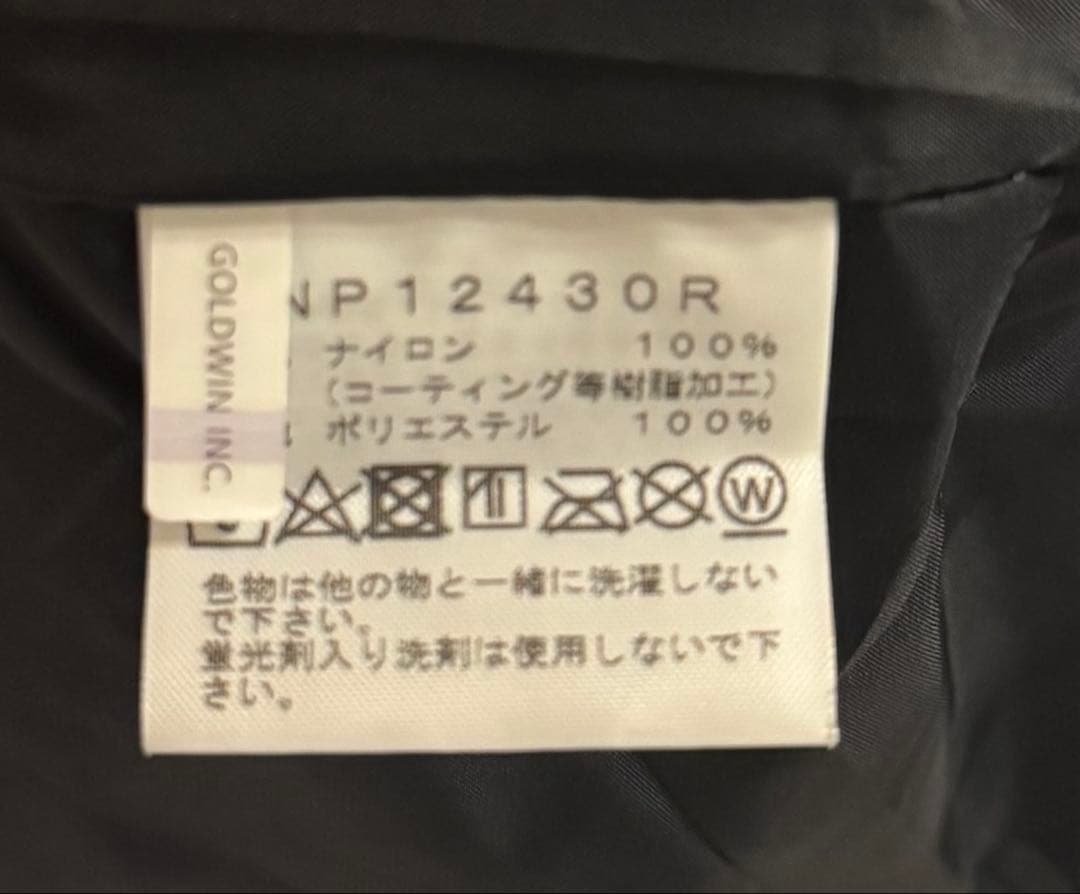 GOLDWIN INC.
NP12430R
ナイロン 100%
(コーティング等樹脂加工)
ポリエステル 100%
W
色物は他の物と一緒に洗濯しない
で下さい。
蛍光剤入り洗剤は使用しないで下
さい。